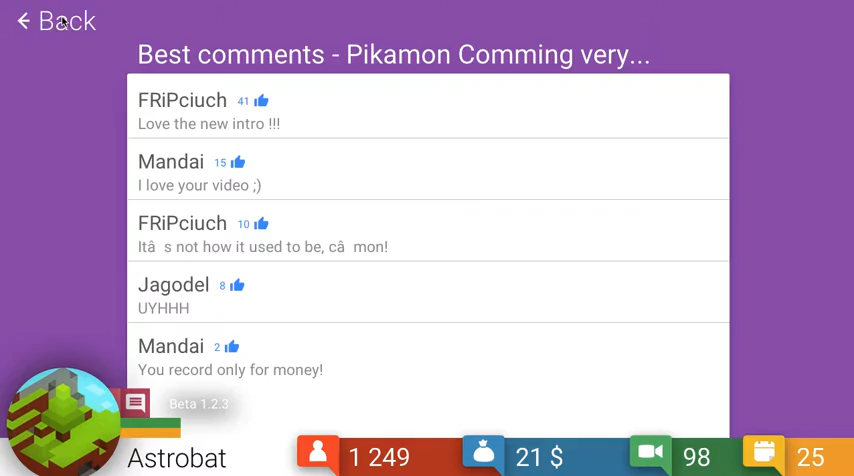 Back
Best comments - Pikamon Comming very...
FRiPciuch 41
Love the new intro !!!
Mandai 15
I love your video ;)
FRiPciuch 10
Itâ s not how it used to be, câ mon!
Jagodel 8
UYHHH
Mandai 2
You record only for money!
Beta 1.2.3
Astrobat 1 249 21 $ 98 25